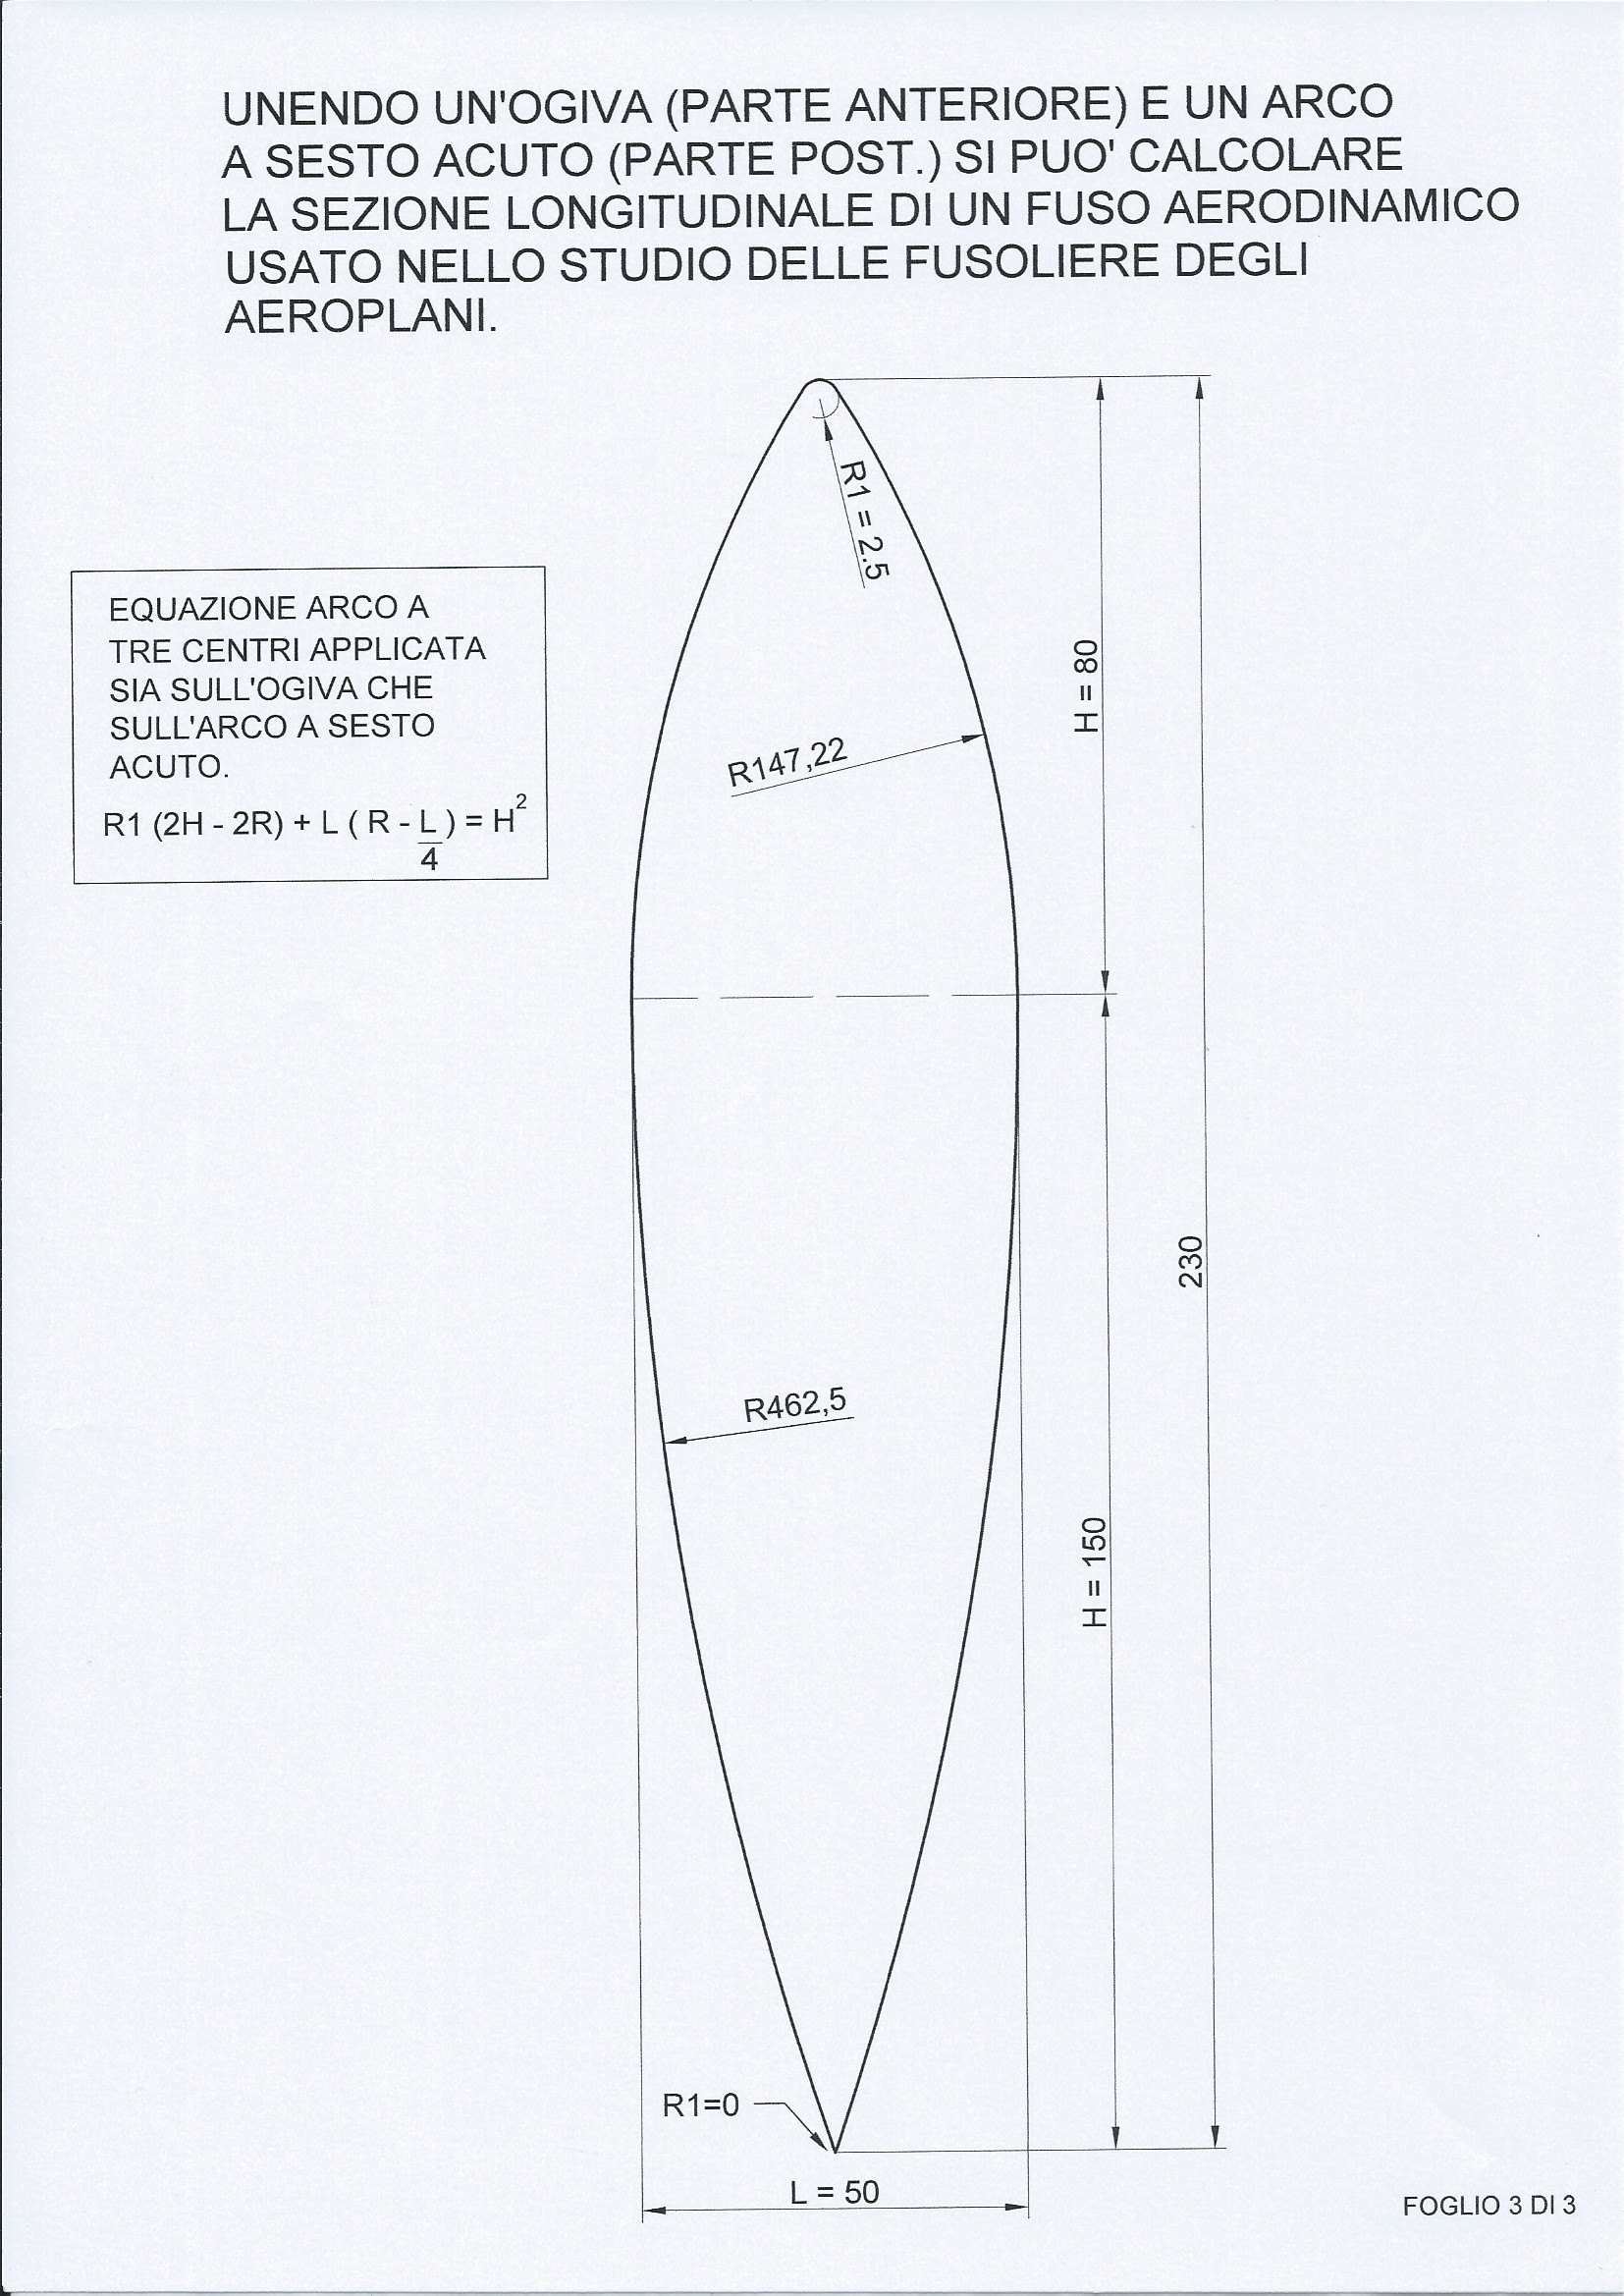 UNENDO UN'OGIVA (PARTE ANTERIORE) E UN ARCO
A SESTO ACUTO (PARTE POST.) SI PUO' CALCOLARE
LA SEZIONE LONGITUDINALE DI UN FUSO AERODINAMICO
USATO NELLO STUDIO DELLE FUSOLIERE DEGLI
AEROPLANI.
R1 = 2.5
EQUAZIONE ARCO A
TRE CENTRI APPLICATA
SIA SULL'OGIVA CHE
SULL'ARCO A SESTO
ACUTO.
R1 (2H - 2R) + L ( R - L/4 ) = H²
H = 80
R147,22
230
R462,5
H = 150
R1=0
L = 50
FOGLIO 3 DI 3